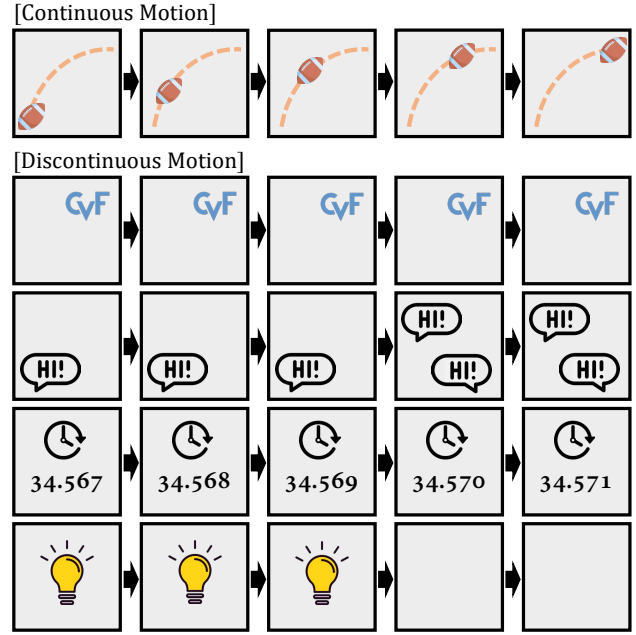 [Continuous Motion]
[Discontinuous Motion]
CVF CVF CVF CVF CVF
HI! HI! HI! HI! HI! HI! HI!
34.567 34.568 34.569 34.570 34.571